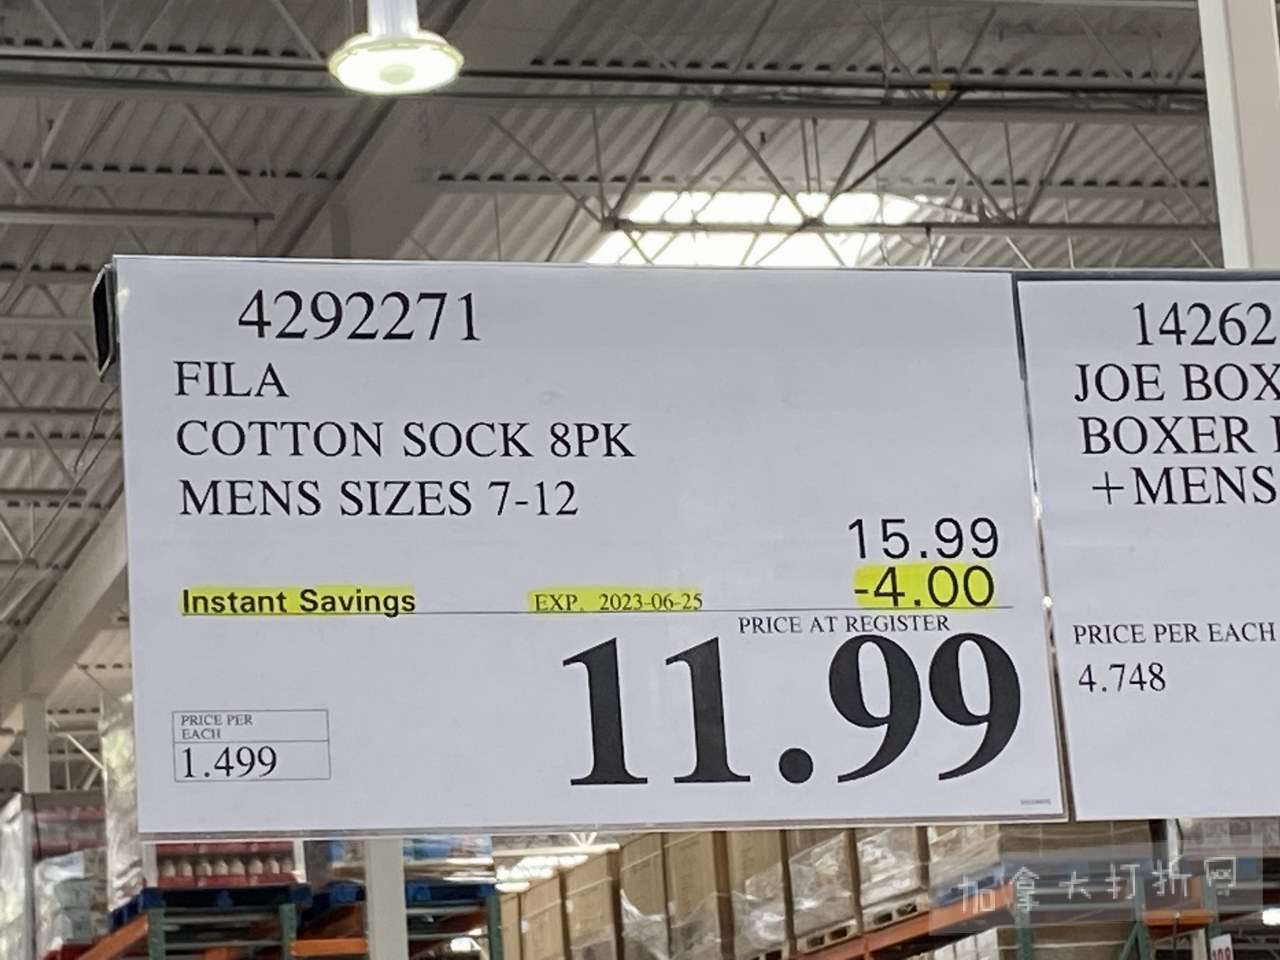 4292271
FILA
COTTON SOCK 8PK
MENS SIZES 7-12
15.99
Instant Savings EXP. 2023-06-25 -4.00
PRICE AT REGISTER
11.99
PRICE PER
EACH
1.499
14262
JOE BOX
BOXER
+MENS
PRICE PER EACH
4.748
加拿大打折网